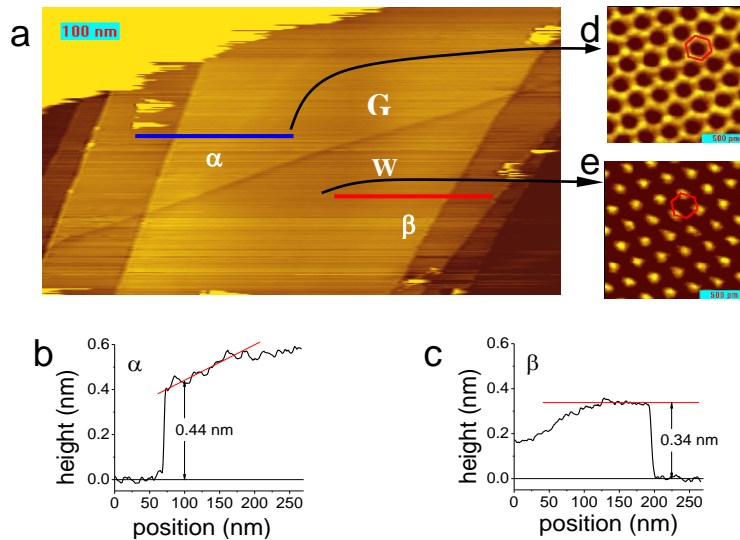 a
100 nm
G
α
W
β
d
500 pm
e
500 pm
b
α
0.6
0.4
0.2
0.0
0.44 nm
height (nm)
0 50 100 150 200 250
position (nm)
c
β
0.6
0.4
0.2
0.0
0.34 nm
height (nm)
0 50 100 150 200 250
position (nm)